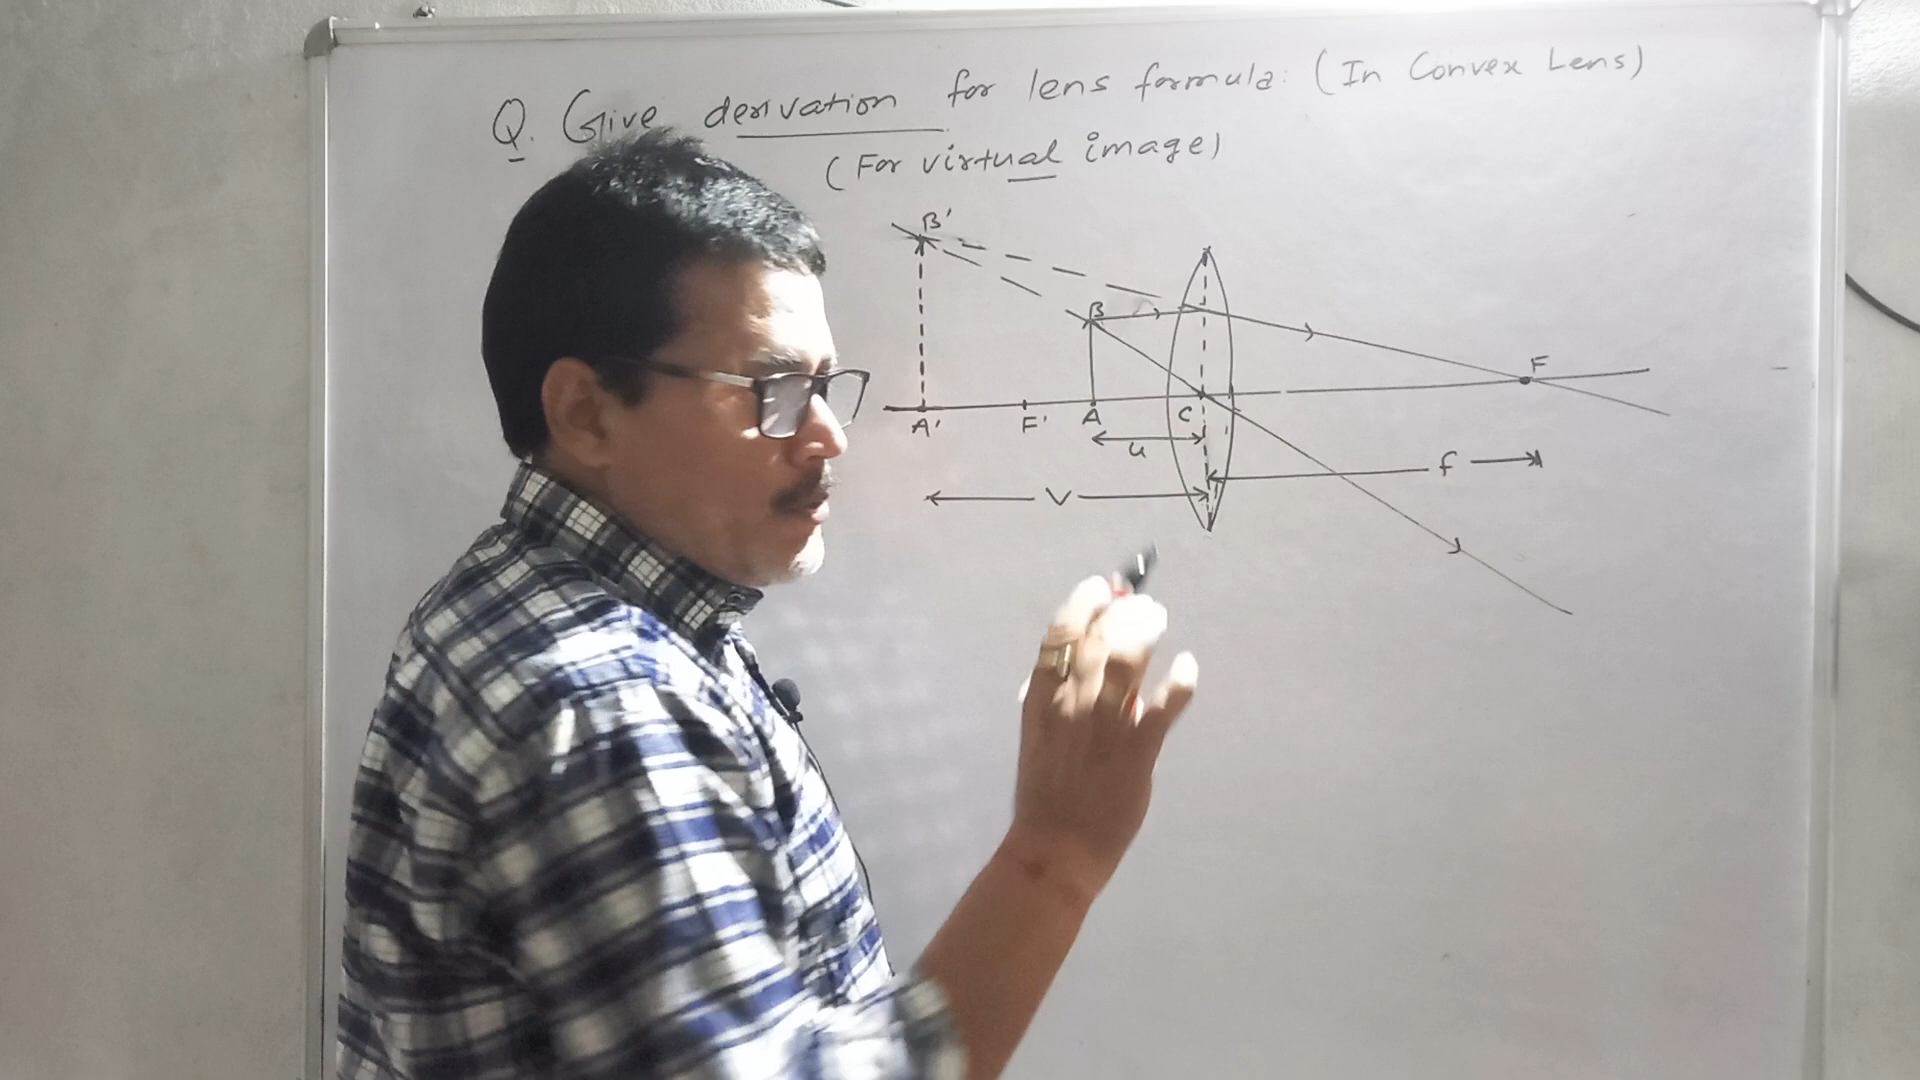 Q. Give derivation for lens formula: (In Convex Lens)
(For virtual image)
B'
B
F
A' F' A C
u
f
V